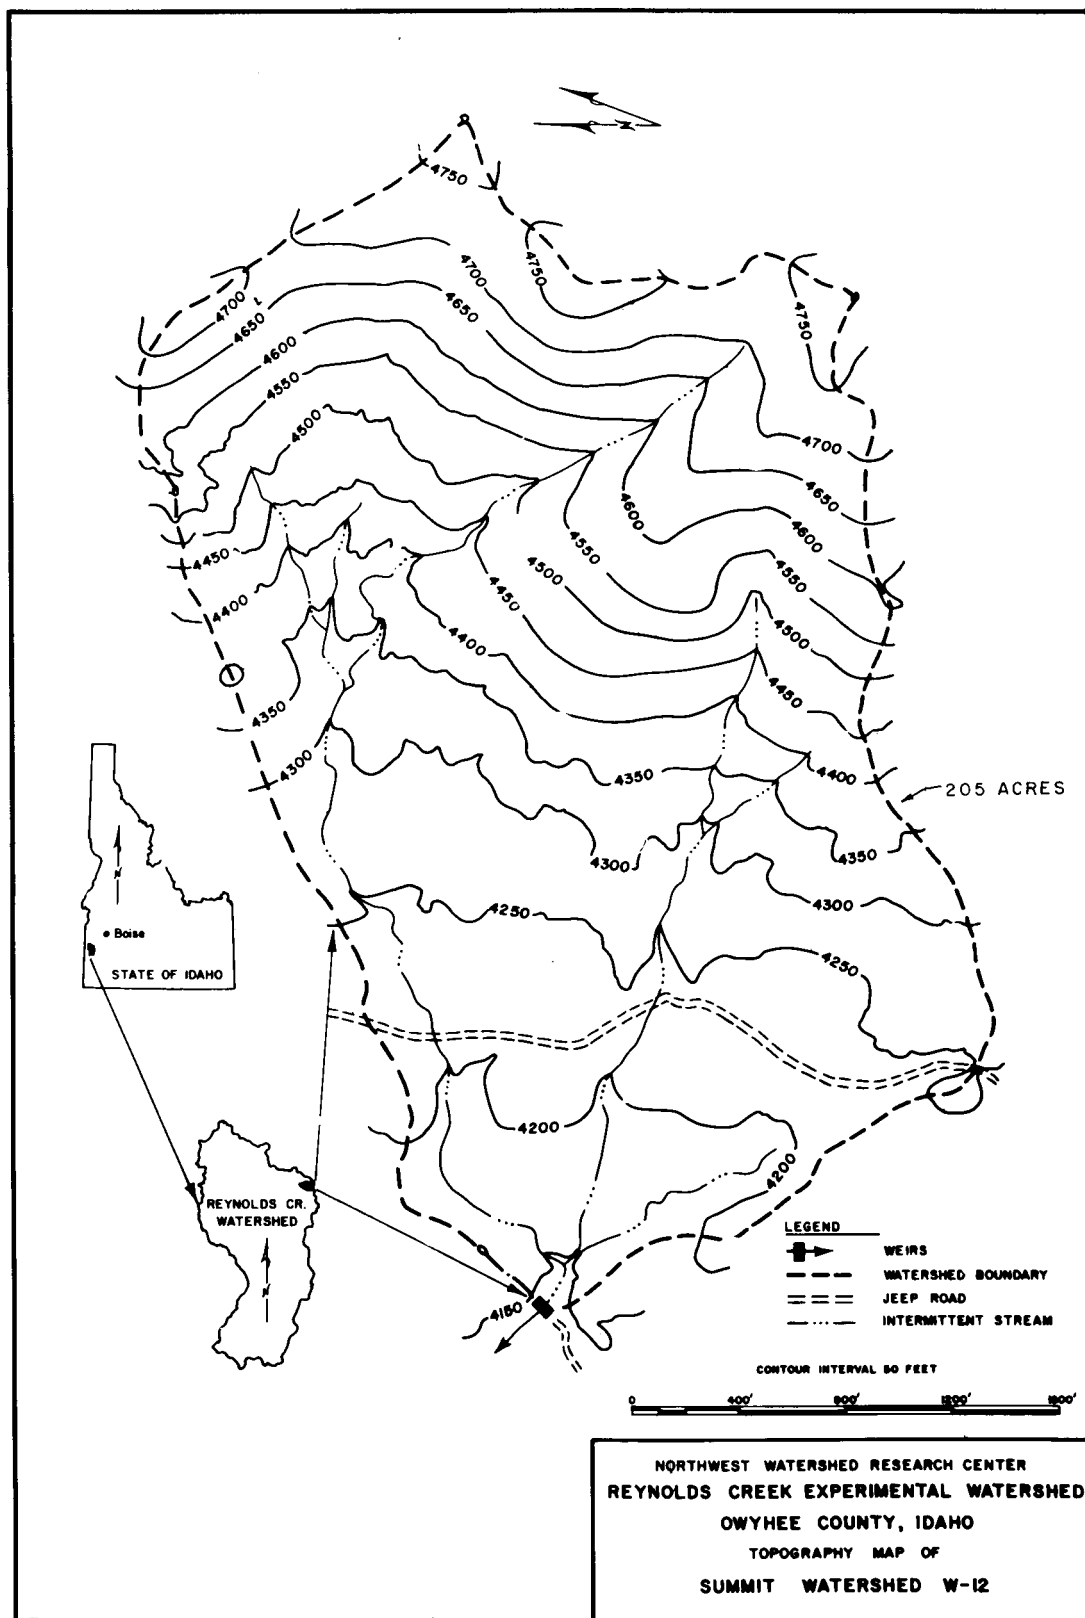 N
4750
4750
4700
4750
4700
4650
4650
4600
4550
4500
4700
4650
4600
4600
4550
4550
4500
4450
4450
4400
4400
4500
4450
4350
4300
4350
4400
205 ACRES
4300
4350
4300
4250
4250
N
Boise
STATE OF IDAHO
4200
4200
REYNOLDS CR.
WATERSHED
N
4150
LEGEND
WEIRS
WATERSHED BOUNDARY
JEEP ROAD
INTERMITTENT STREAM
CONTOUR INTERVAL 50 FEET
0 400' 800' 1200' 1600'
NORTHWEST WATERSHED RESEARCH CENTER
REYNOLDS CREEK EXPERIMENTAL WATERSHED
OWYHEE COUNTY, IDAHO
TOPOGRAPHY MAP OF
SUMMIT WATERSHED W-12